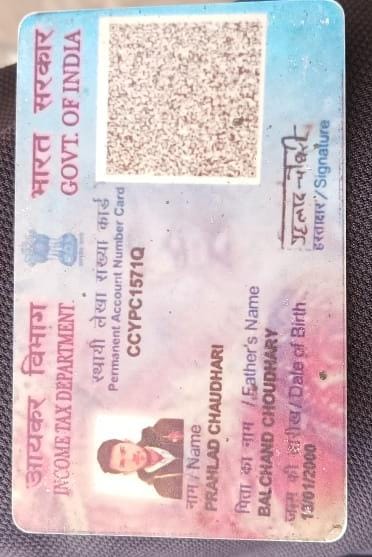 आयकर विभाग
INCOME TAX DEPARTMENT
भारत सरकार
GOVT. OF INDIA
स्थायी लेखा संख्या कार्ड
Permanent Account Number Card
CCYPC1571Q
नाम / Name
PRAHLAD CHAUDHARI
पिता का नाम / Father's Name
BALCHAND CHOUDHARY
जन्म की तारीख / Date of Birth
/01/2000
हस्ताक्षर / Signature